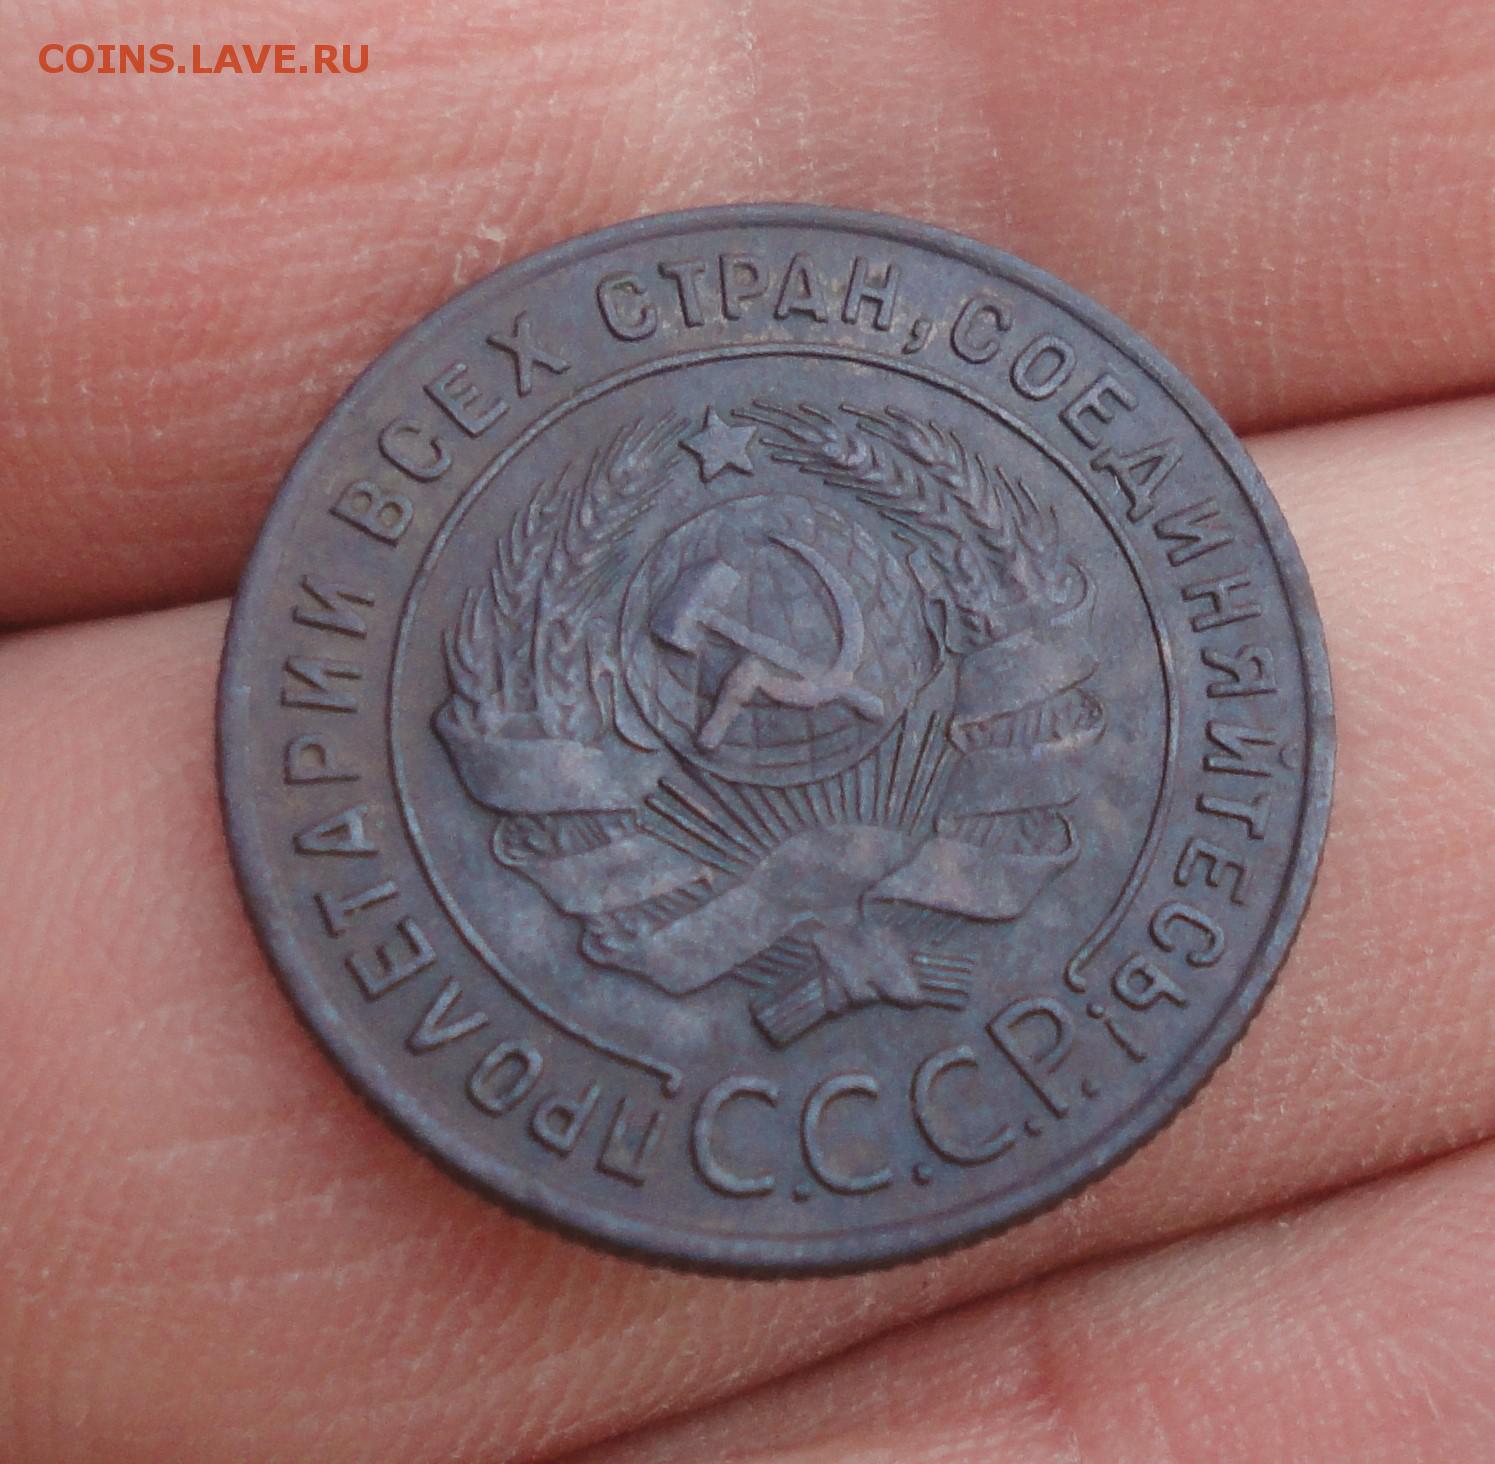 COINS.LAVE.RU
ПРОЛЕТАРИИ ВСЕХ СТРАН, СОЕДИНЯЙТЕСЬ!
С.С.С.Р.